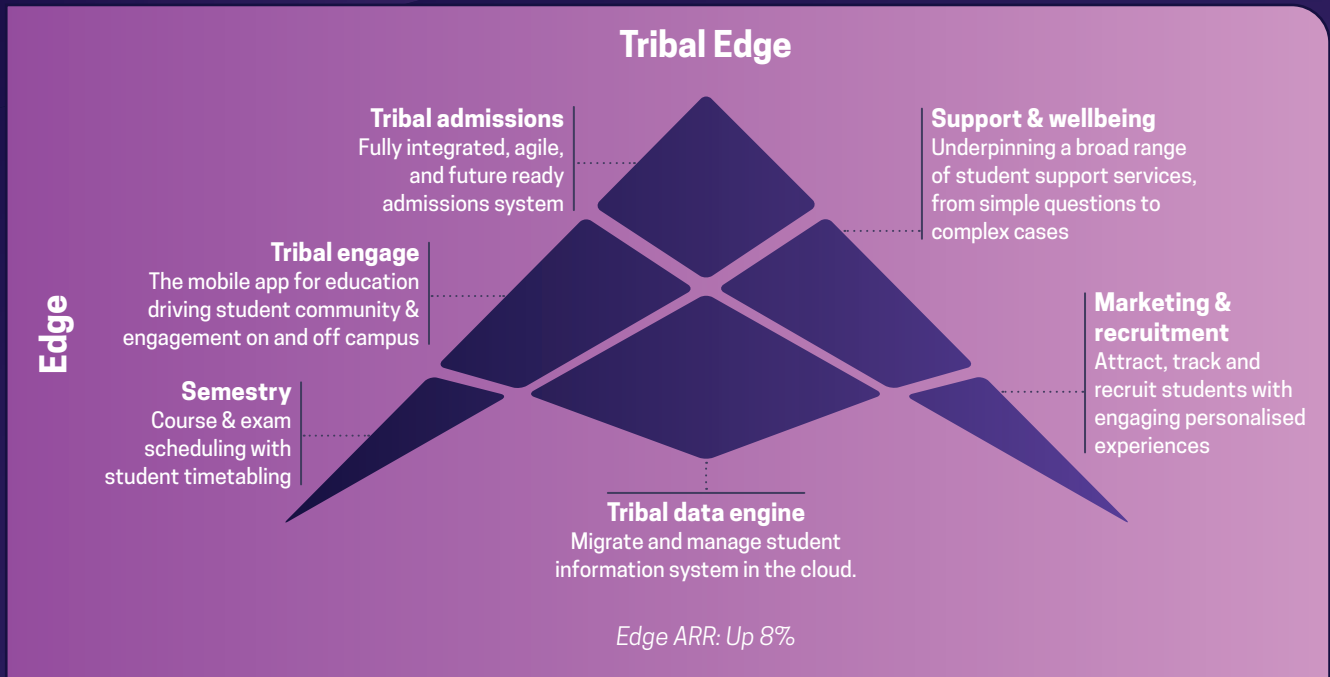 Tribal Edge
Edge
Tribal admissions
Fully integrated, agile,
and future ready
admissions system
Tribal engage
The mobile app for education
driving student community &
engagement on and off campus
Semestry
Course & exam
scheduling with
student timetabling
Support & wellbeing
Underpinning a broad range
of student support services,
from simple questions to
complex cases
Marketing &
recruitment
Attract, track and
recruit students with
engaging personalised
experiences
Tribal data engine
Migrate and manage student
information system in the cloud.
Edge ARR: Up 8%